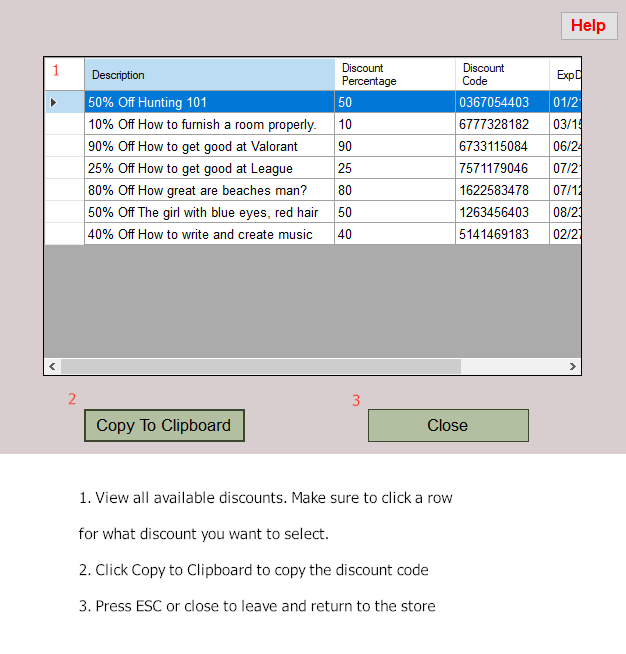 Help
1 Description Discount Percentage Discount Code ExpD
50% Off Hunting 101 50 0367054403 01/2
10% Off How to furnish a room properly. 10 6777328182 03/1
90% Off How to get good at Valorant 90 6733115084 06/2
25% Off How to get good at League 25 7571179046 07/2
80% Off How great are beaches man? 80 1622583478 07/1
50% Off The girl with blue eyes, red hair 50 1263456403 08/2
40% Off How to write and create music 40 5141469183 02/2
2 3
Copy To Clipboard Close
1. View all available discounts. Make sure to click a row
for what discount you want to select.
2. Click Copy to Clipboard to copy the discount code
3. Press ESC or close to leave and return to the store